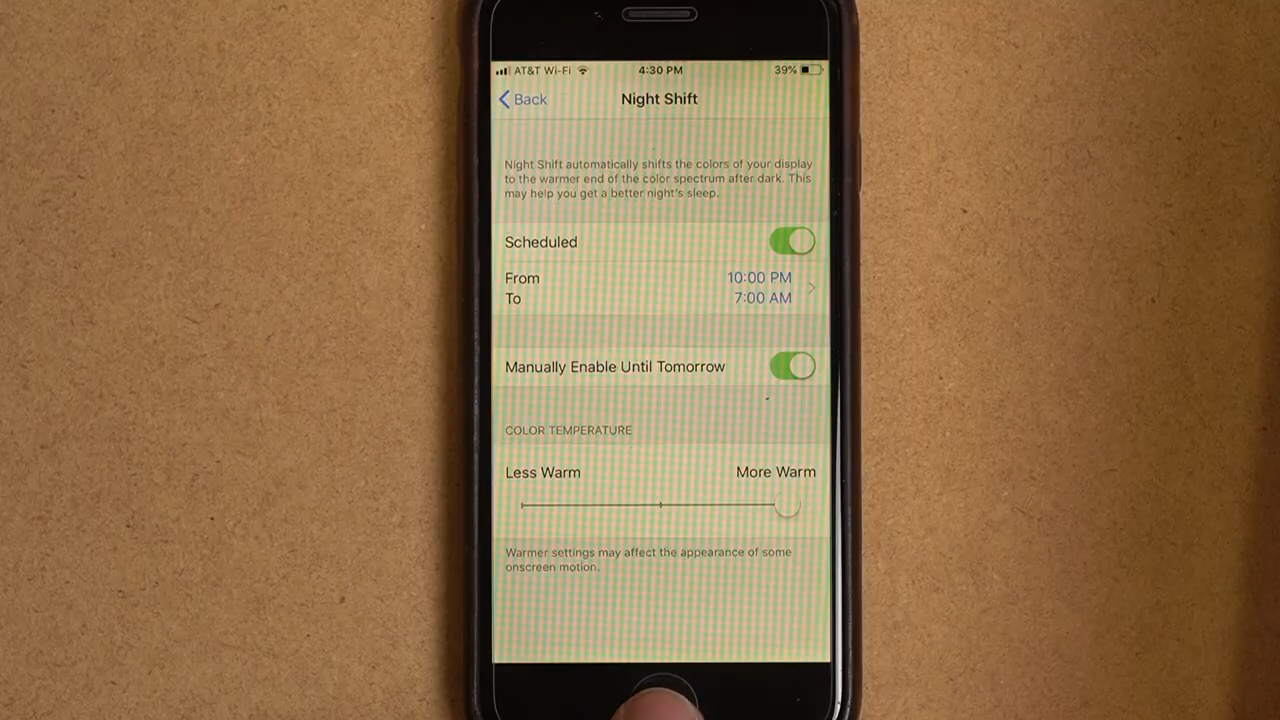 AT&T Wi-Fi 4:30 PM 39%
Back Night Shift
Night Shift automatically shifts the colors of your display
to the warmer end of the color spectrum after dark. This
may help you get a better night's sleep.
Scheduled
From 10:00 PM
To 7:00 AM
Manually Enable Until Tomorrow
COLOR TEMPERATURE
Less Warm More Warm
Warmer settings may affect the appearance of some
onscreen motion.